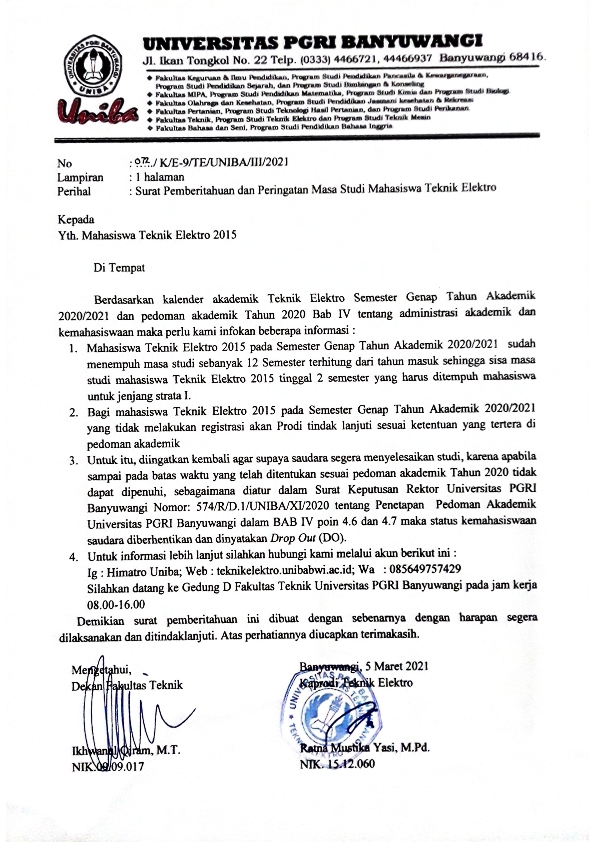 UNIVERSITAS PGRI BANYUWANGI
Jl. Ikan Tongkol No. 22 Telp. (0333) 4466721, 44466937 Banyuwangi 68416.
UNIVERSITAS PGRI BANYUWANGI
UNIBA
Uniba
❖ Fakultas Keguruan & Ilmu Pendidikan, Program Studi Pendidikan Pancasila & Kewarganegaraan,
Program Studi Pendidikan Sejarah, dan Program Studi Bimbingan & Konseling
❖ Fakultas MIPA, Program Studi Pendidikan Matematika, Program Studi Kimia dan Program Studi Biologi
❖ Fakultas Olahraga dan Kesehatan, Program Studi Pendidikan Jasmani kesehatan & Rekreasi
❖ Fakultas Pertanian, Program Studi Teknologi Hasil Pertanian, dan Program Studi Perikanan
❖ Fakultas Teknik, Program Studi Teknik Elektro dan Program Studi Teknik Mesin
❖ Fakultas Bahasa dan Seni, Program Studi Pendidikan Bahasa Inggris
No : / K/E-9/TE/UNIBA/III/2021
Lampiran : 1 halaman
Perihal : Surat Pemberitahuan dan Peringatan Masa Studi Mahasiswa Teknik Elektro
Kepada
Yth. Mahasiswa Teknik Elektro 2015
Di Tempat
Berdasarkan kalender akademik Teknik Elektro Semester Genap Tahun Akademik
2020/2021 dan pedoman akademik Tahun 2020 Bab IV tentang administrasi akademik dan
kemahasiswaan maka perlu kami infokan beberapa informasi :
1. Mahasiswa Teknik Elektro 2015 pada Semester Genap Tahun Akademik 2020/2021 sudah
menempuh masa studi sebanyak 12 Semester terhitung dari tahun masuk sehingga sisa masa
studi mahasiswa Teknik Elektro 2015 tinggal 2 semester yang harus ditempuh mahasiswa
untuk jenjang strata I.
2. Bagi mahasiswa Teknik Elektro 2015 pada Semester Genap Tahun Akademik 2020/2021
yang tidak melakukan registrasi akan Prodi tindak lanjuti sesuai ketentuan yang tertera di
pedoman akademik
3. Untuk itu, diingatkan kembali agar supaya saudara segera menyelesaikan studi, karena apabila
sampai pada batas waktu yang telah ditentukan sesuai pedoman akademik Tahun 2020 tidak
dapat dipenuhi, sebagaimana diatur dalam Surat Keputusan Rektor Universitas PGRI
Banyuwangi Nomor: 574/R/D.1/UNIBA/XI/2020 tentang Penetapan Pedoman Akademik
Universitas PGRI Banyuwangi dalam BAB IV poin 4.6 dan 4.7 maka status kemahasiswaan
saudara diberhentikan dan dinyatakan Drop Out (DO).
4. Untuk informasi lebih lanjut silahkan hubungi kami melalui akun berikut ini :
Ig : Himatro Uniba; Web : teknikelektro.unibabwi.ac.id; Wa : 085649757429
Silahkan datang ke Gedung D Fakultas Teknik Universitas PGRI Banyuwangi pada jam kerja
08.00-16.00
Demikian surat pemberitahuan ini dibuat dengan sebenarnya dengan harapan segera
dilaksanakan dan ditindaklanjuti. Atas perhatiannya diucapkan terimakasih.
Mengetahui,
Dekan Fakultas Teknik
Ikhwanul Qiram, M.T.
NIK.09.09.017
Banyuwangi, 5 Maret 2021
Kaprodi Teknik Elektro
Ratna Mustika Yasi, M.Pd.
NIK. 15.12.060